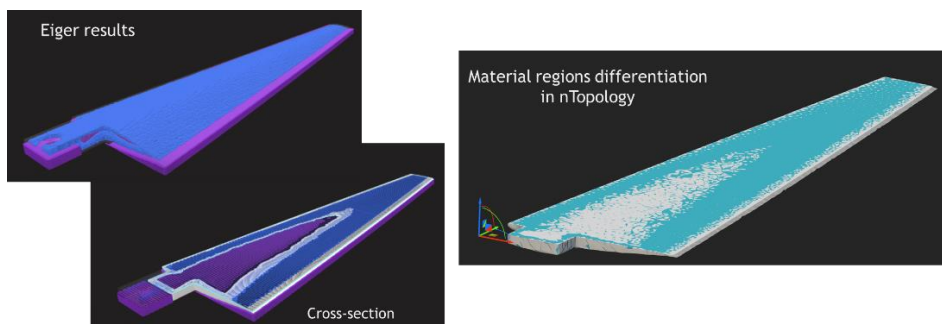 Eiger results
Material regions differentiation
in nTopology
Cross-section